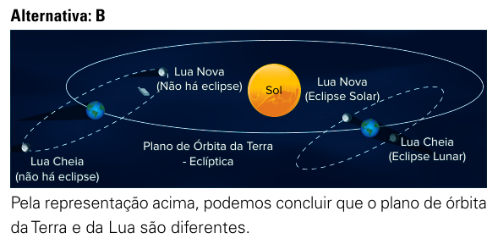 Alternativa: B
Lua Nova
(Não há eclipse)
Sol
Lua Nova
(Eclipse Solar)
Plano de Órbita da Terra
- Eclíptica
Lua Cheia
(não há eclipse)
Lua Cheia
(Eclipse Lunar)
Pela representação acima, podemos concluir que o plano de órbita
da Terra e da Lua são diferentes.